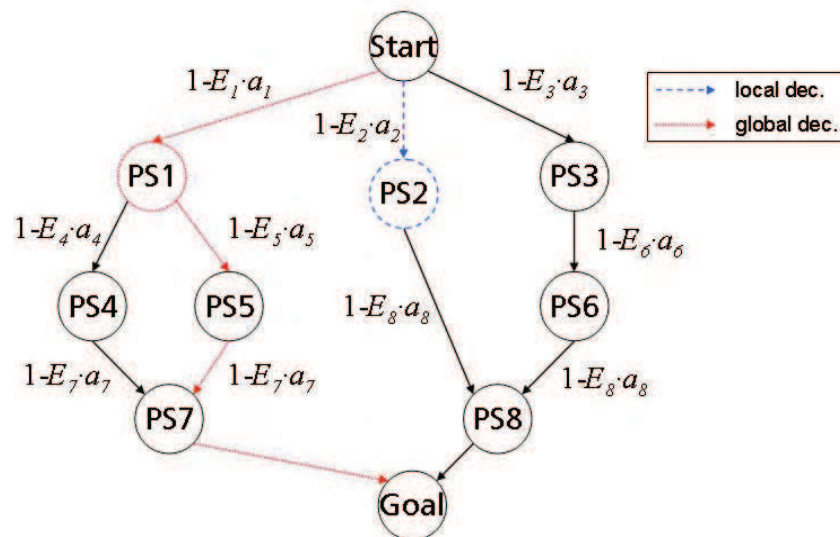 Start
1-E₁·a₁
1-E₃·a₃
local dec.
1-E₂·a₂
global dec.
PS1
PS2
PS3
1-E₄·a₄
1-E₅·a₅
1-E₆·a₆
PS4
PS5
1-E₈·a₈
PS6
1-E₇·a₇
1-E₇·a₇
1-E₈·a₈
PS7
PS8
Goal